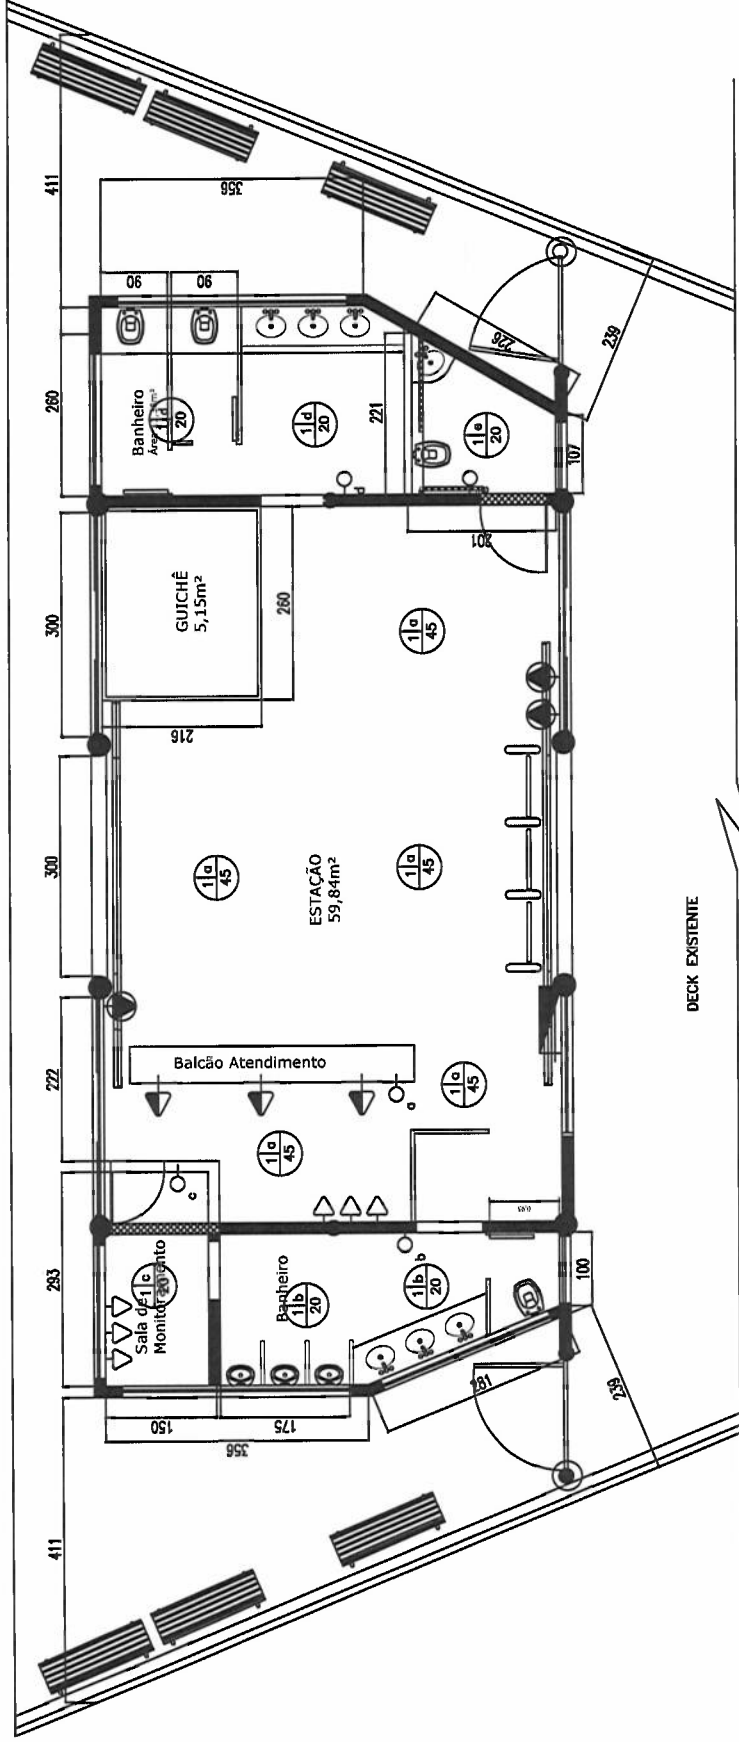 411
356
90
90
260
Banheiro
1 d
20
1 d
20
221
226
239
1 e
20
107
201
300
GUICHÊ
5,15m²
260
1 a
45
216
300
1 a
45
ESTAÇÃO
59,84m²
1 a
45
DECK EXISTENTE
222
Balcão Atendimento
a
1 a
45
1 a
45
c
0,93
293
Sala de
Monitoramento
1 c
20
Banheiro
1 b
20
b
1 b
20
100
150
175
356
281
239
411